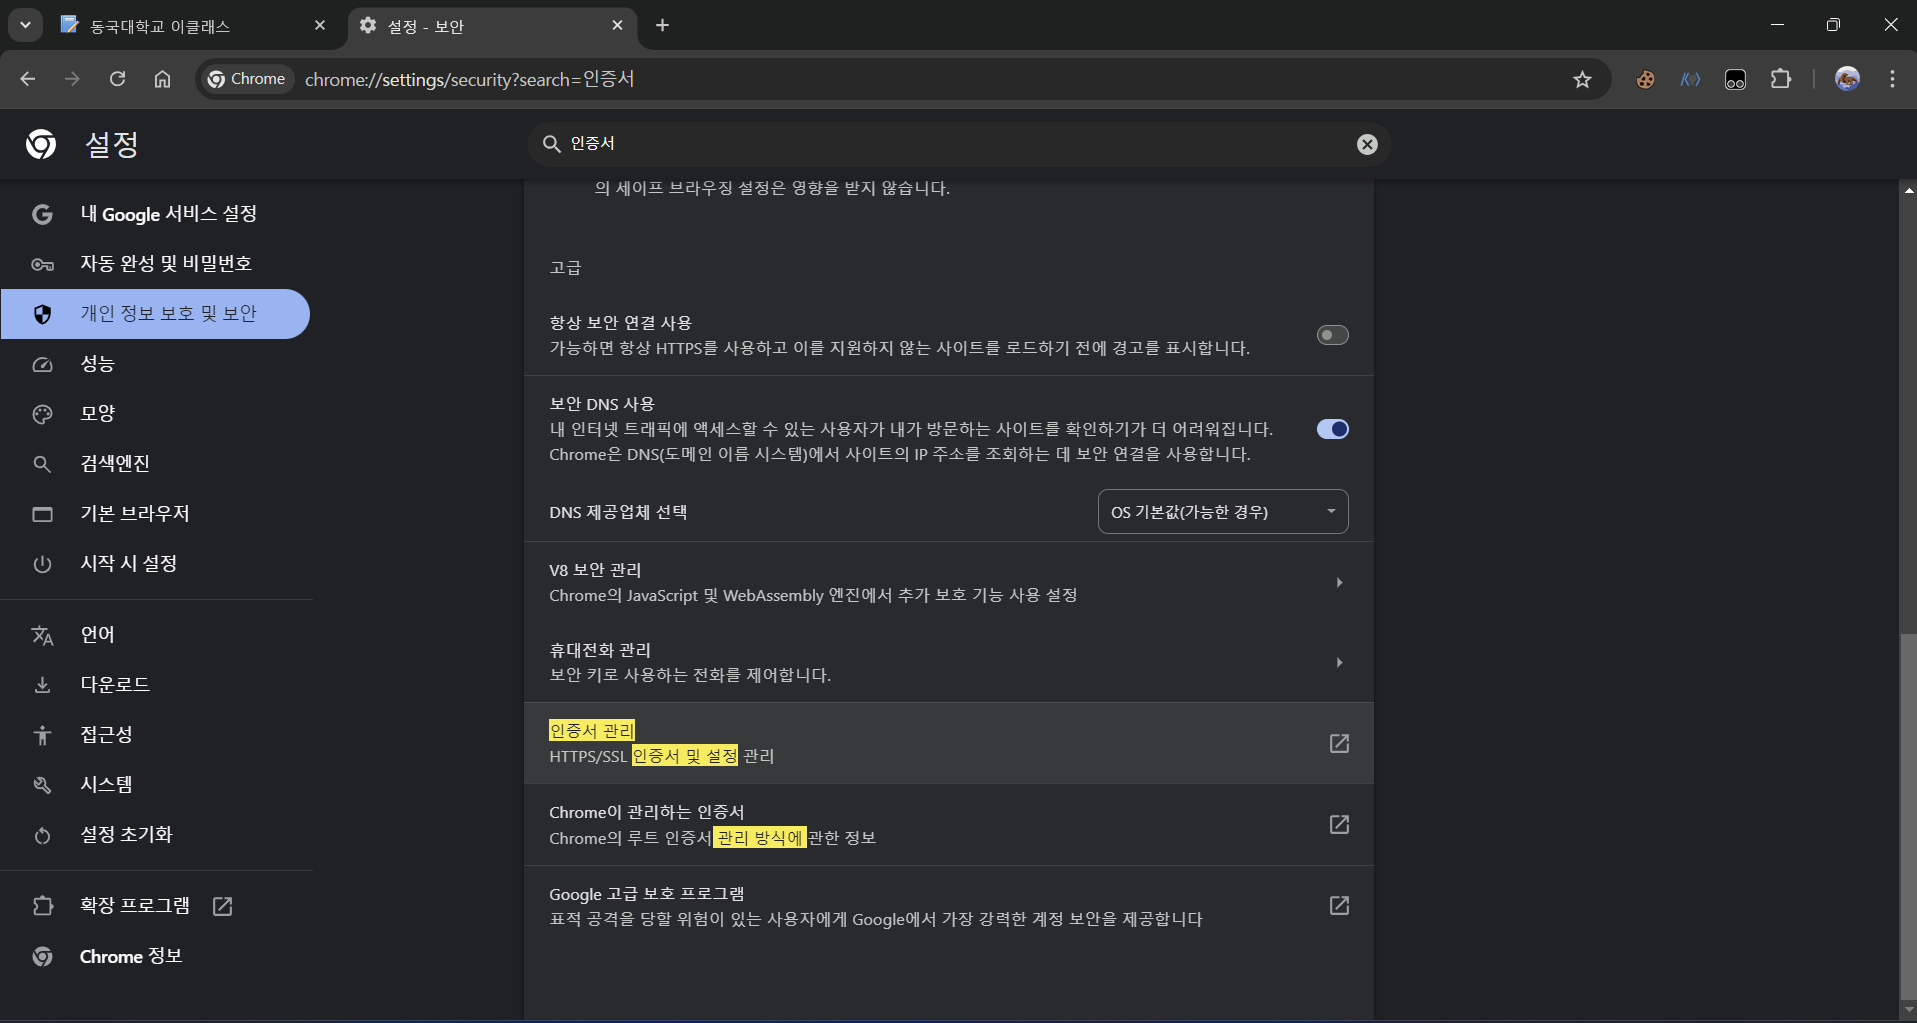 동국대학교 이클래스
설정 - 보안
Chrome
chrome://settings/security?search=인증서
설정
인증서
내 Google 서비스 설정
자동 완성 및 비밀번호
개인 정보 보호 및 보안
성능
모양
검색엔진
기본 브라우저
시작 시 설정
언어
다운로드
접근성
시스템
설정 초기화
확장 프로그램
Chrome 정보
의 세이프 브라우징 설정은 영향을 받지 않습니다.
고급
항상 보안 연결 사용
가능하면 항상 HTTPS를 사용하고 이를 지원하지 않는 사이트를 로드하기 전에 경고를 표시합니다.
보안 DNS 사용
내 인터넷 트래픽에 액세스할 수 있는 사용자가 내가 방문하는 사이트를 확인하기가 더 어려워집니다.
Chrome은 DNS(도메인 이름 시스템)에서 사이트의 IP 주소를 조회하는 데 보안 연결을 사용합니다.
DNS 제공업체 선택
OS 기본값(가능한 경우)
V8 보안 관리
Chrome의 JavaScript 및 WebAssembly 엔진에서 추가 보호 기능 사용 설정
휴대전화 관리
보안 키로 사용하는 전화를 제어합니다.
인증서 관리
HTTPS/SSL 인증서 및 설정 관리
Chrome이 관리하는 인증서
Chrome의 루트 인증서 관리 방식에 관한 정보
Google 고급 보호 프로그램
표적 공격을 당할 위험이 있는 사용자에게 Google에서 가장 강력한 계정 보안을 제공합니다